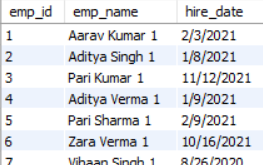 emp_id emp_name hire_date
1 Aarav Kumar 1 2/3/2021
2 Aditya Singh 1 1/8/2021
3 Pari Kumar 1 11/12/2021
4 Aditya Verma 1 1/9/2021
5 Pari Sharma 1 2/9/2021
6 Zara Verma 1 10/16/2021
7 Vihaan Singh 1 8/26/2020